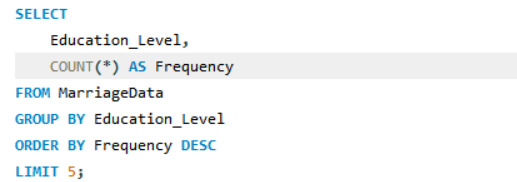 SELECT
    Education_Level,
    COUNT(*) AS Frequency
FROM MarriageData
GROUP BY Education_Level
ORDER BY Frequency DESC
LIMIT 5;